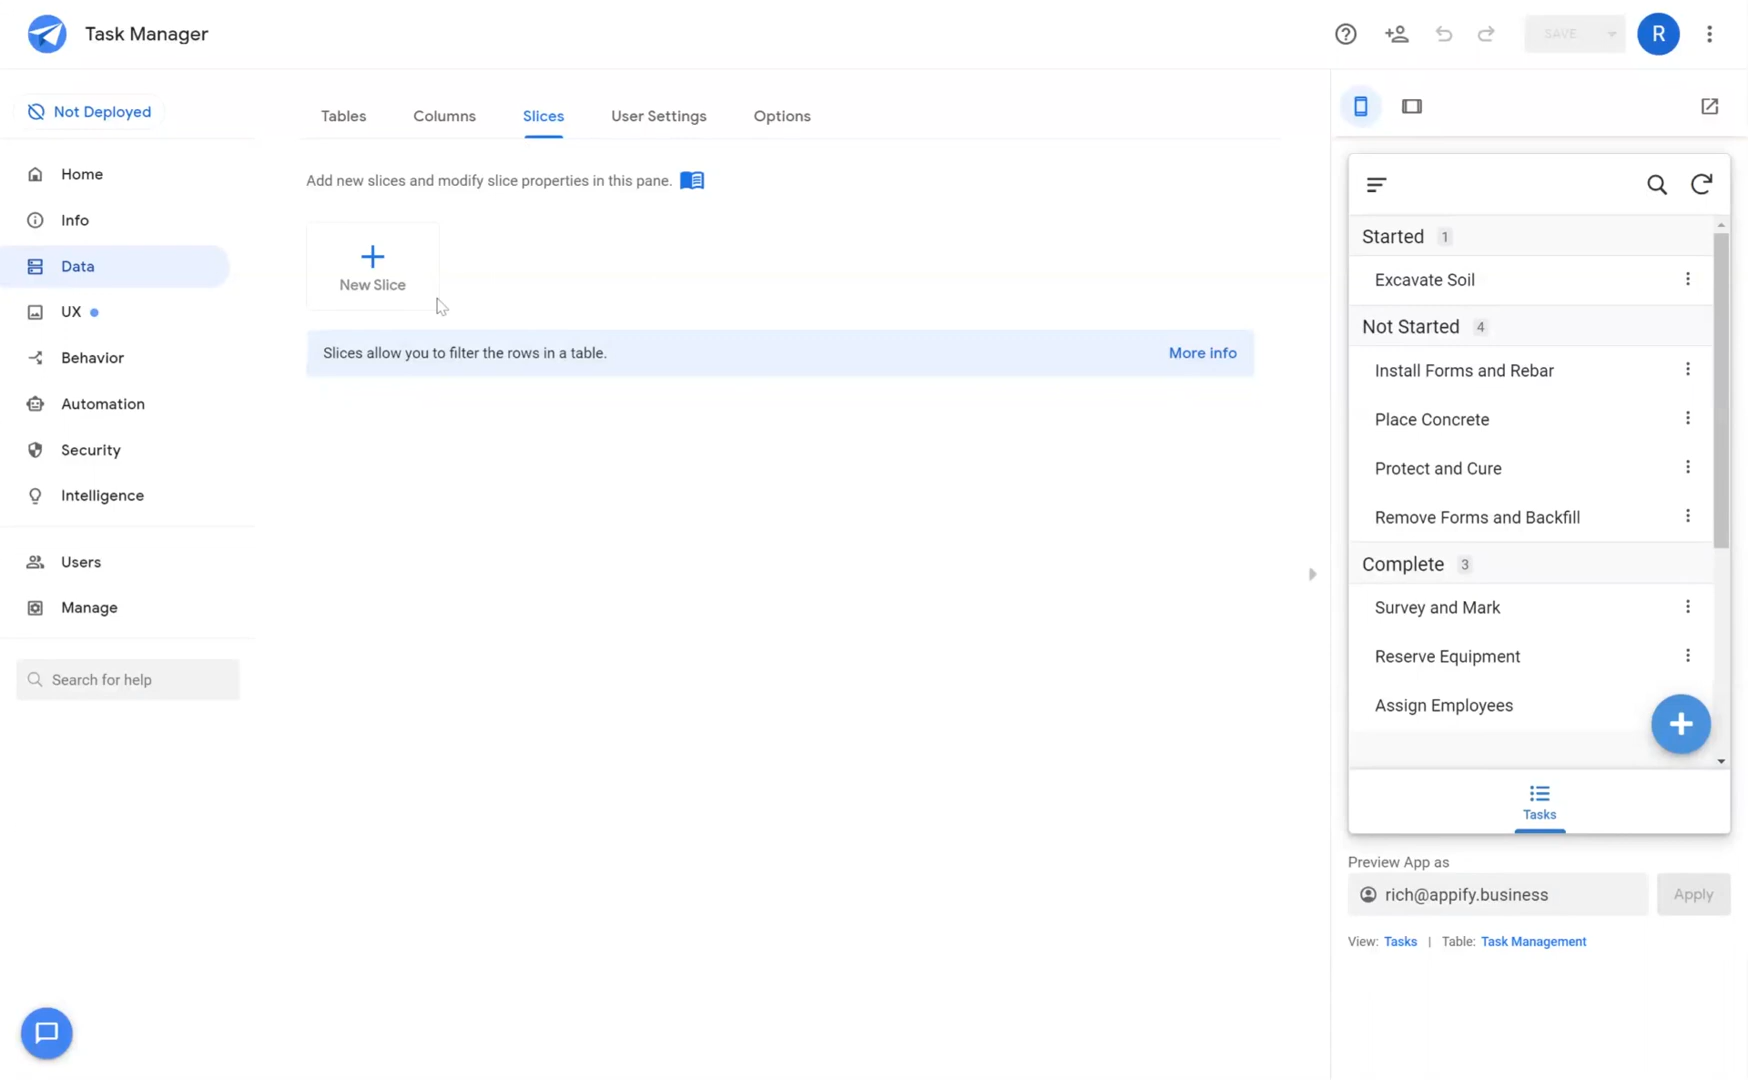 Task Manager
SAVE
R
Not Deployed
Home
Info
Data
UX
Behavior
Automation
Security
Intelligence
Users
Manage
Search for help
Tables Columns Slices User Settings Options
Add new slices and modify slice properties in this pane.
New Slice
Slices allow you to filter the rows in a table. More info
Started 1
Excavate Soil
Not Started 4
Install Forms and Rebar
Place Concrete
Protect and Cure
Remove Forms and Backfill
Complete 3
Survey and Mark
Reserve Equipment
Assign Employees
Tasks
Preview App as
rich@appify.business Apply
View: Tasks | Table: Task Management